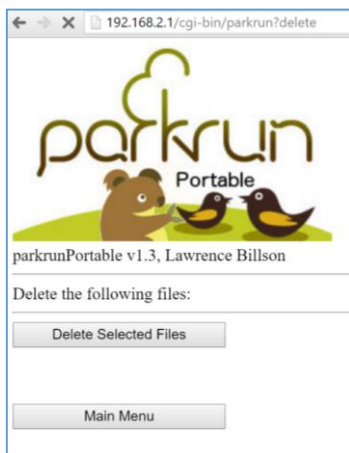 192.168.2.1/cgi-bin/parkrun?delete
parkrun
Portable
parkrunPortable v1.3, Lawrence Billson
Delete the following files:
Delete Selected Files
Main Menu